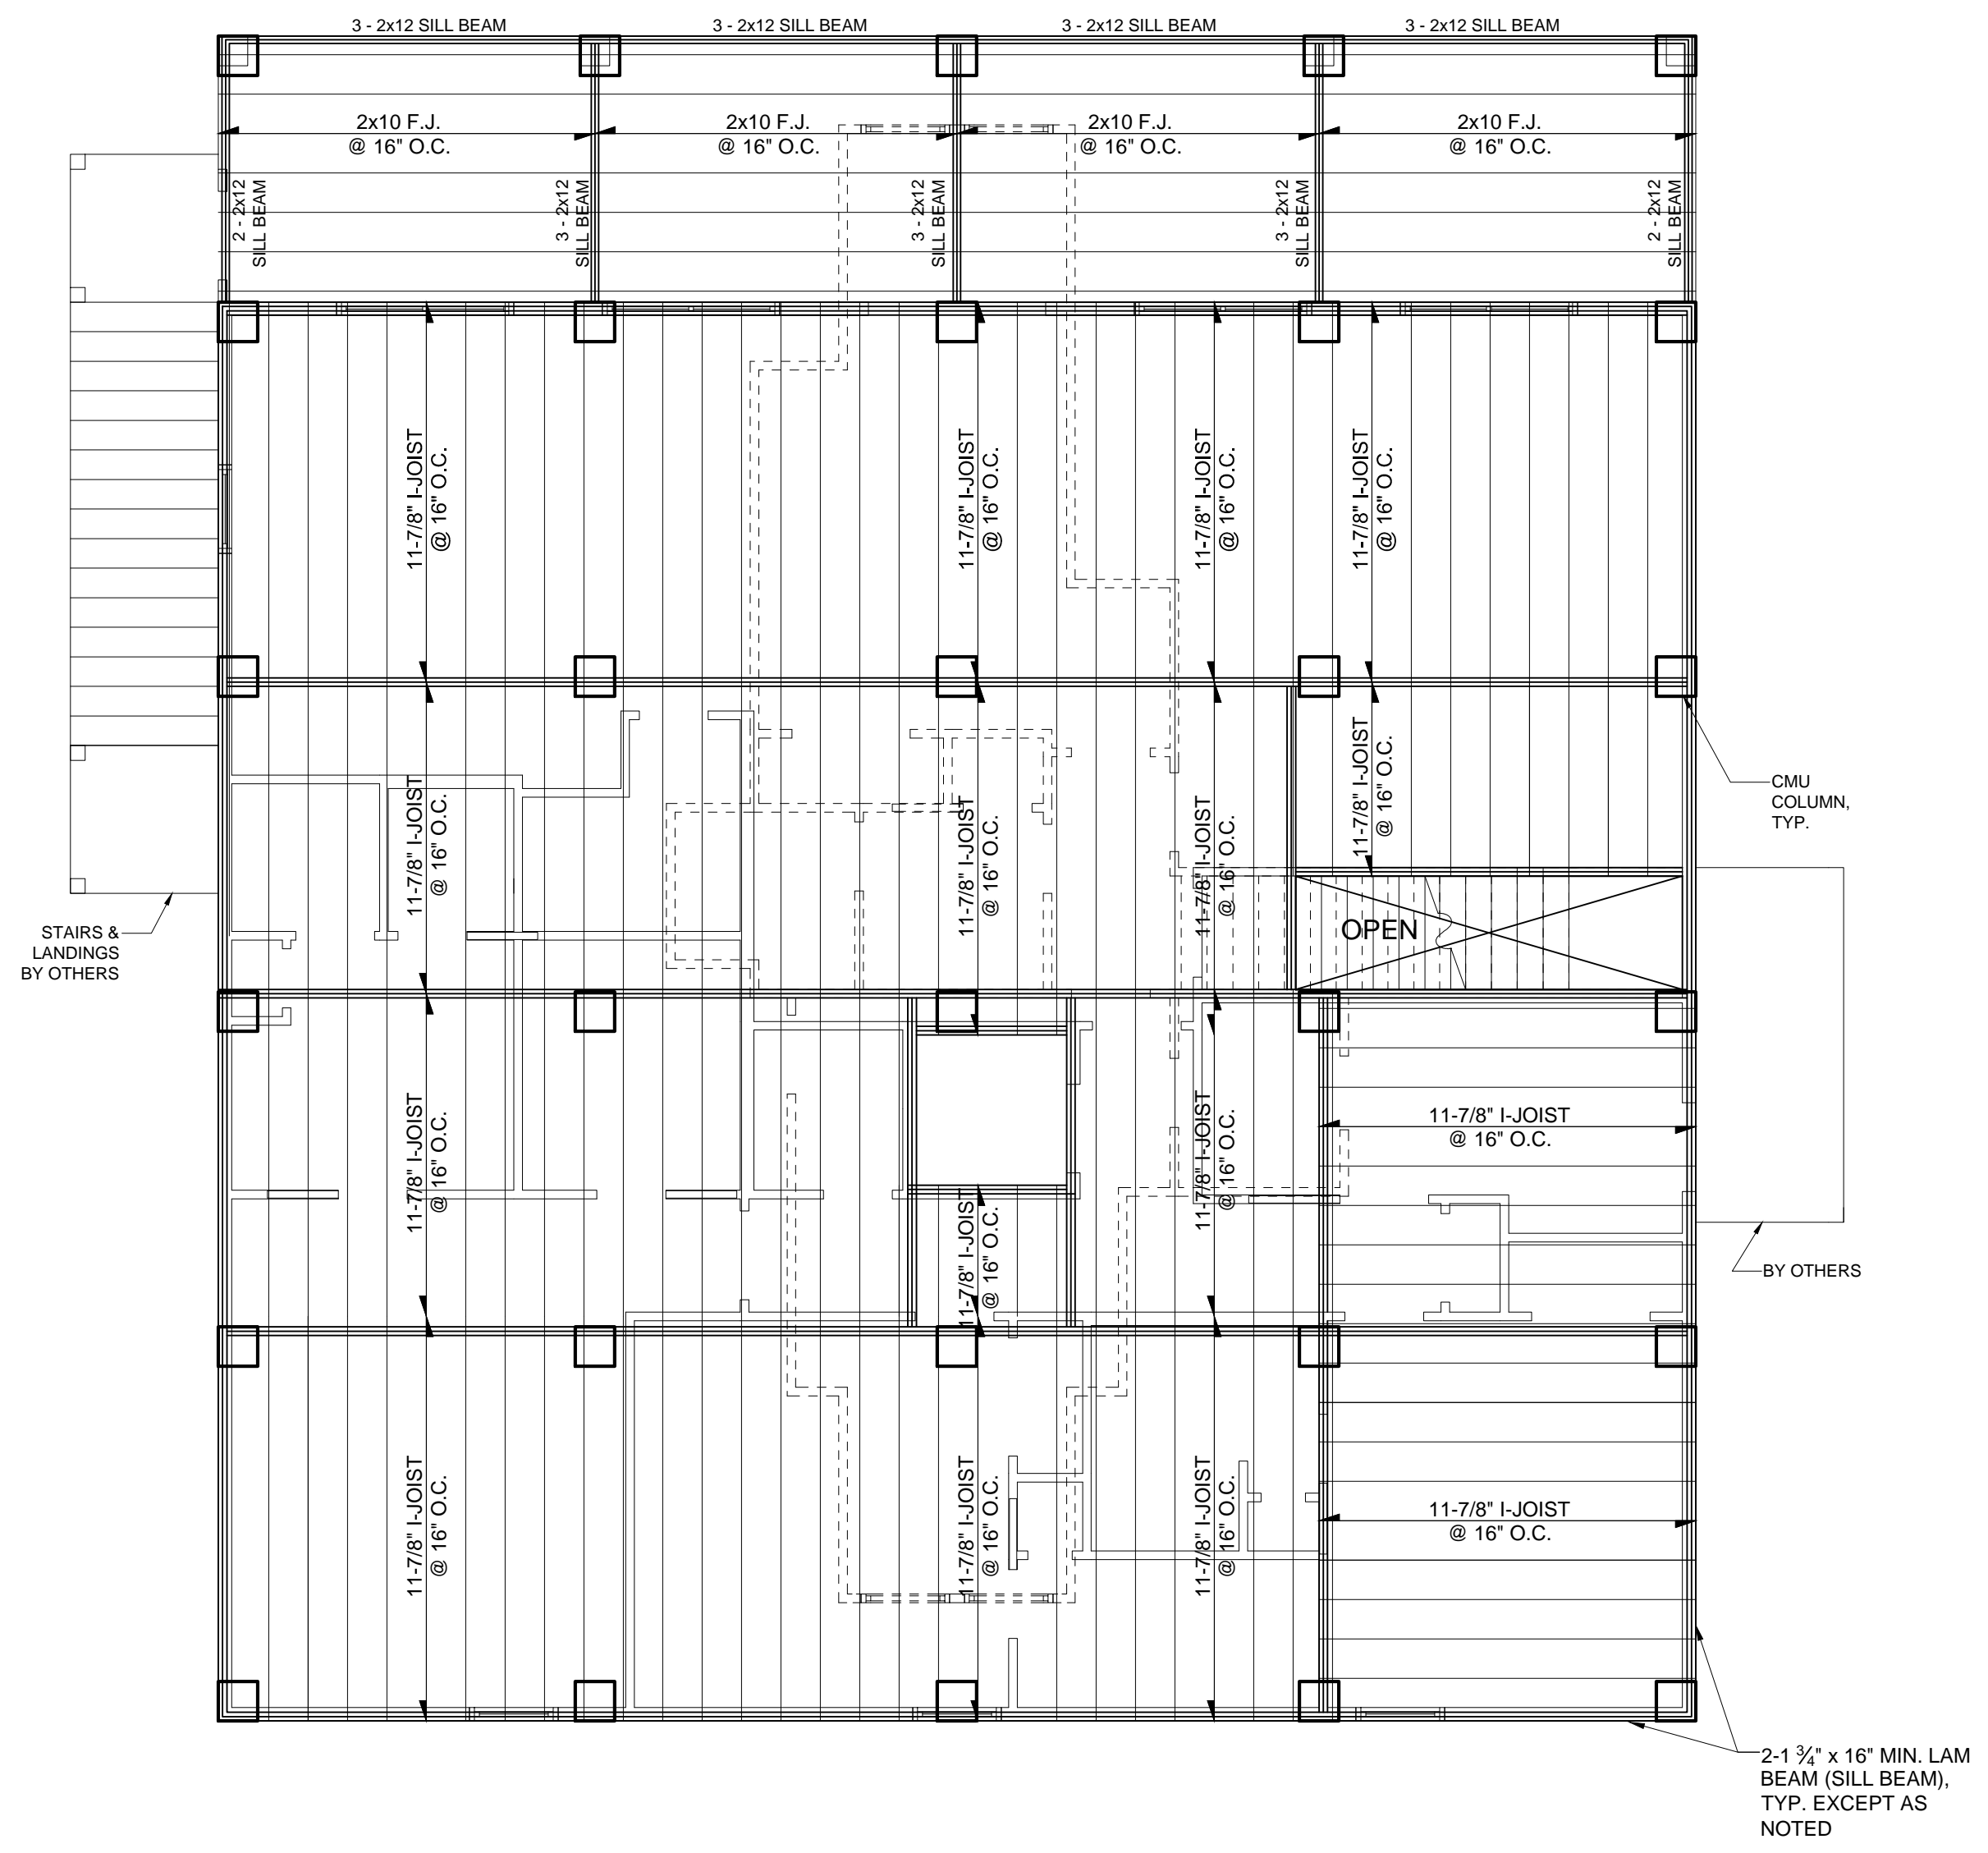 3 - 2x12 SILL BEAM
3 - 2x12 SILL BEAM
3 - 2x12 SILL BEAM
3 - 2x12 SILL BEAM
2x10 F.J.
@ 16" O.C.
2x10 F.J.
@ 16" O.C.
2x10 F.J.
@ 16" O.C.
2x10 F.J.
@ 16" O.C.
2 - 2x12
SILL BEAM
3 - 2x12
SILL BEAM
3 - 2x12
SILL BEAM
3 - 2x12
SILL BEAM
2 - 2x12
SILL BEAM
11-7/8" I-JOIST
@ 16" O.C.
11-7/8" I-JOIST
@ 16" O.C.
11-7/8" I-JOIST
@ 16" O.C.
11-7/8" I-JOIST
@ 16" O.C.
11-7/8" I-JOIST
@ 16" O.C.
11-7/8" I-JOIST
@ 16" O.C.
11-7/8" I-JOIST
@ 16" O.C.
11-7/8" I-JOIST
@ 16" O.C.
CMU
COLUMN,
TYP.
STAIRS &
LANDINGS
BY OTHERS
OPEN
11-7/8" I-JOIST
@ 16" O.C.
11-7/8" I-JOIST
@ 16" O.C.
11-7/8" I-JOIST
@ 16" O.C.
11-7/8" I-JOIST
@ 16" O.C.
BY OTHERS
11-7/8" I-JOIST
@ 16" O.C.
11-7/8" I-JOIST
@ 16" O.C.
11-7/8" I-JOIST
@ 16" O.C.
11-7/8" I-JOIST
@ 16" O.C.
2-1 ¾" x 16" MIN. LAM
BEAM (SILL BEAM),
TYP. EXCEPT AS
NOTED